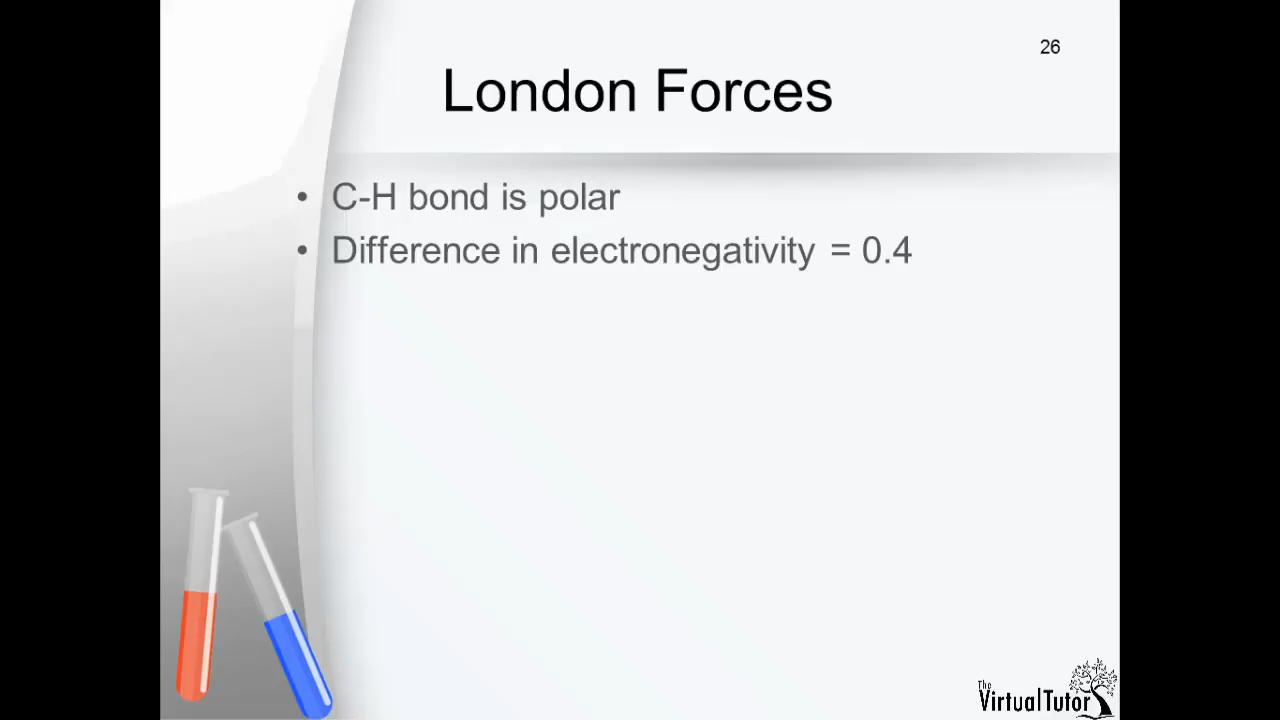 26
London Forces
• C-H bond is polar
• Difference in electronegativity = 0.4
The
VirtualTutor